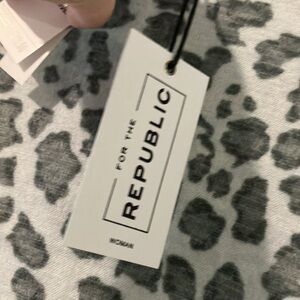 FOR THE
REPUBLIC
WOMAN